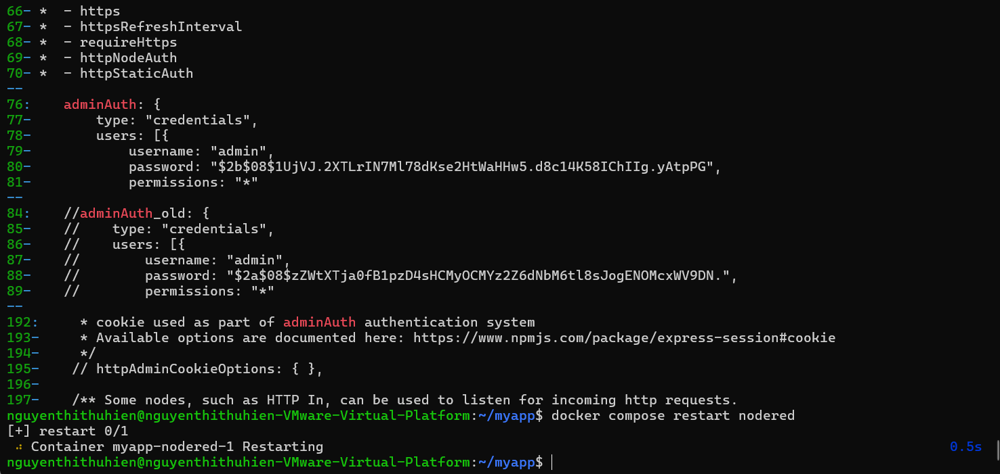 66- *  - https
67- *  - httpsRefreshInterval
68- *  - requireHttps
69- *  - httpNodeAuth
70- *  - httpStaticAuth
--
76:    adminAuth: {
77-        type: "credentials",
78-        users: [{
79-            username: "admin",
80-            password: "$2b$08$1UjVJ.2XTLrIN7Ml78dKse2HtWaHHw5.d8c14K58IChIIg.yAtpPG",
81-            permissions: "*"
--
84:    //adminAuth_old: {
85-    //    type: "credentials",
86-    //    users: [{
87-    //        username: "admin",
88-    //        password: "$2a$08$zZWtXTja0fB1pzD4sHCMyOCMYz2Z6dNbM6tl8sJogENOMcxWV9DN.",
89-    //        permissions: "*"
--
192:     * cookie used as part of adminAuth authentication system
193-     * Available options are documented here: https://www.npmjs.com/package/express-session#cookie
194-     */
195-    // httpAdminCookieOptions: { },
196-
197-    /** Some nodes, such as HTTP In, can be used to listen for incoming http requests.
nguyenthithuhien@nguyenthithuhien-VMware-Virtual-Platform:~/myapp$ docker compose restart nodered
[+] restart 0/1
 ⠴ Container myapp-nodered-1 Restarting 0.5s
nguyenthithuhien@nguyenthithuhien-VMware-Virtual-Platform:~/myapp$